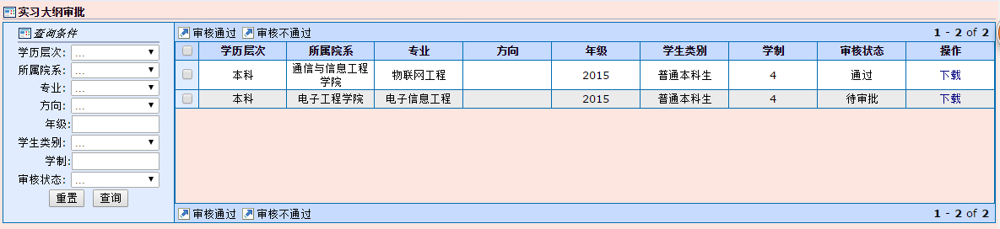 实习大纲审批
查询条件
学历层次: ...
所属院系: ...
专业: ...
方向: ...
年级:
学生类别: ...
学制:
审核状态: ...
重置 查询
审核通过 审核不通过 1 - 2 of 2
学历层次 所属院系 专业 方向 年级 学生类别 学制 审核状态 操作
本科 通信与信息工程学院 物联网工程 2015 普通本科生 4 通过 下载
本科 电子工程学院 电子信息工程 2015 普通本科生 4 待审批 下载
审核通过 审核不通过 1 - 2 of 2